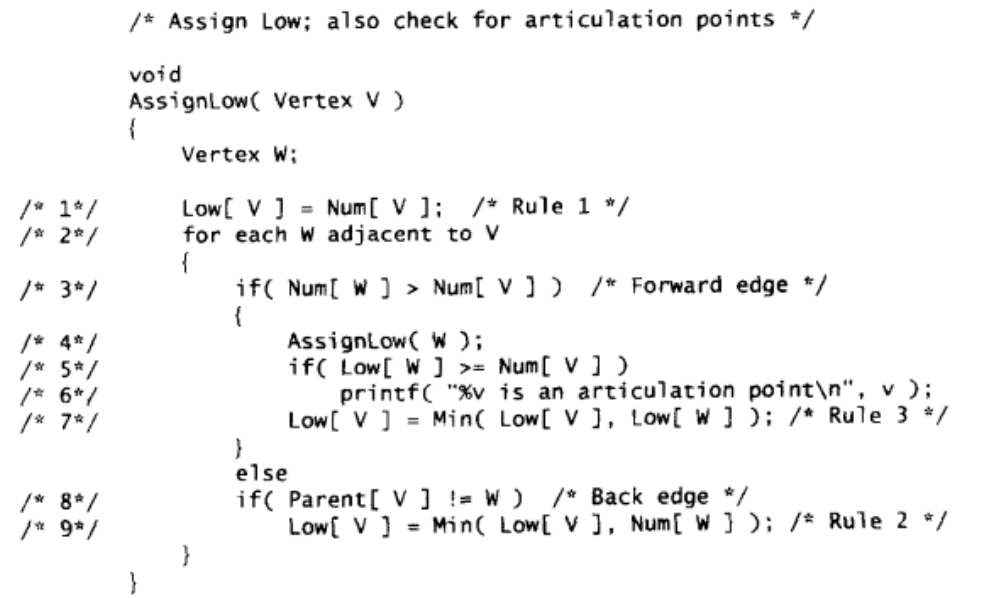 /* Assign Low; also check for articulation points */
void
AssignLow( Vertex V )
{
Vertex W;
/* 1*/ Low[ V ] = Num[ V ]; /* Rule 1 */
/* 2*/ for each W adjacent to V
{
/* 3*/ if( Num[ W ] > Num[ V ] ) /* Forward edge */
{
/* 4*/ AssignLow( W );
/* 5*/ if( Low[ W ] >= Num[ V ] )
/* 6*/ printf( "%v is an articulation point\n", v );
/* 7*/ Low[ V ] = Min( Low[ V ], Low[ W ] ); /* Rule 3 */
}
else
/* 8*/ if( Parent[ V ] != W ) /* Back edge */
/* 9*/ Low[ V ] = Min( Low[ V ], Num[ W ] ); /* Rule 2 */
}
}